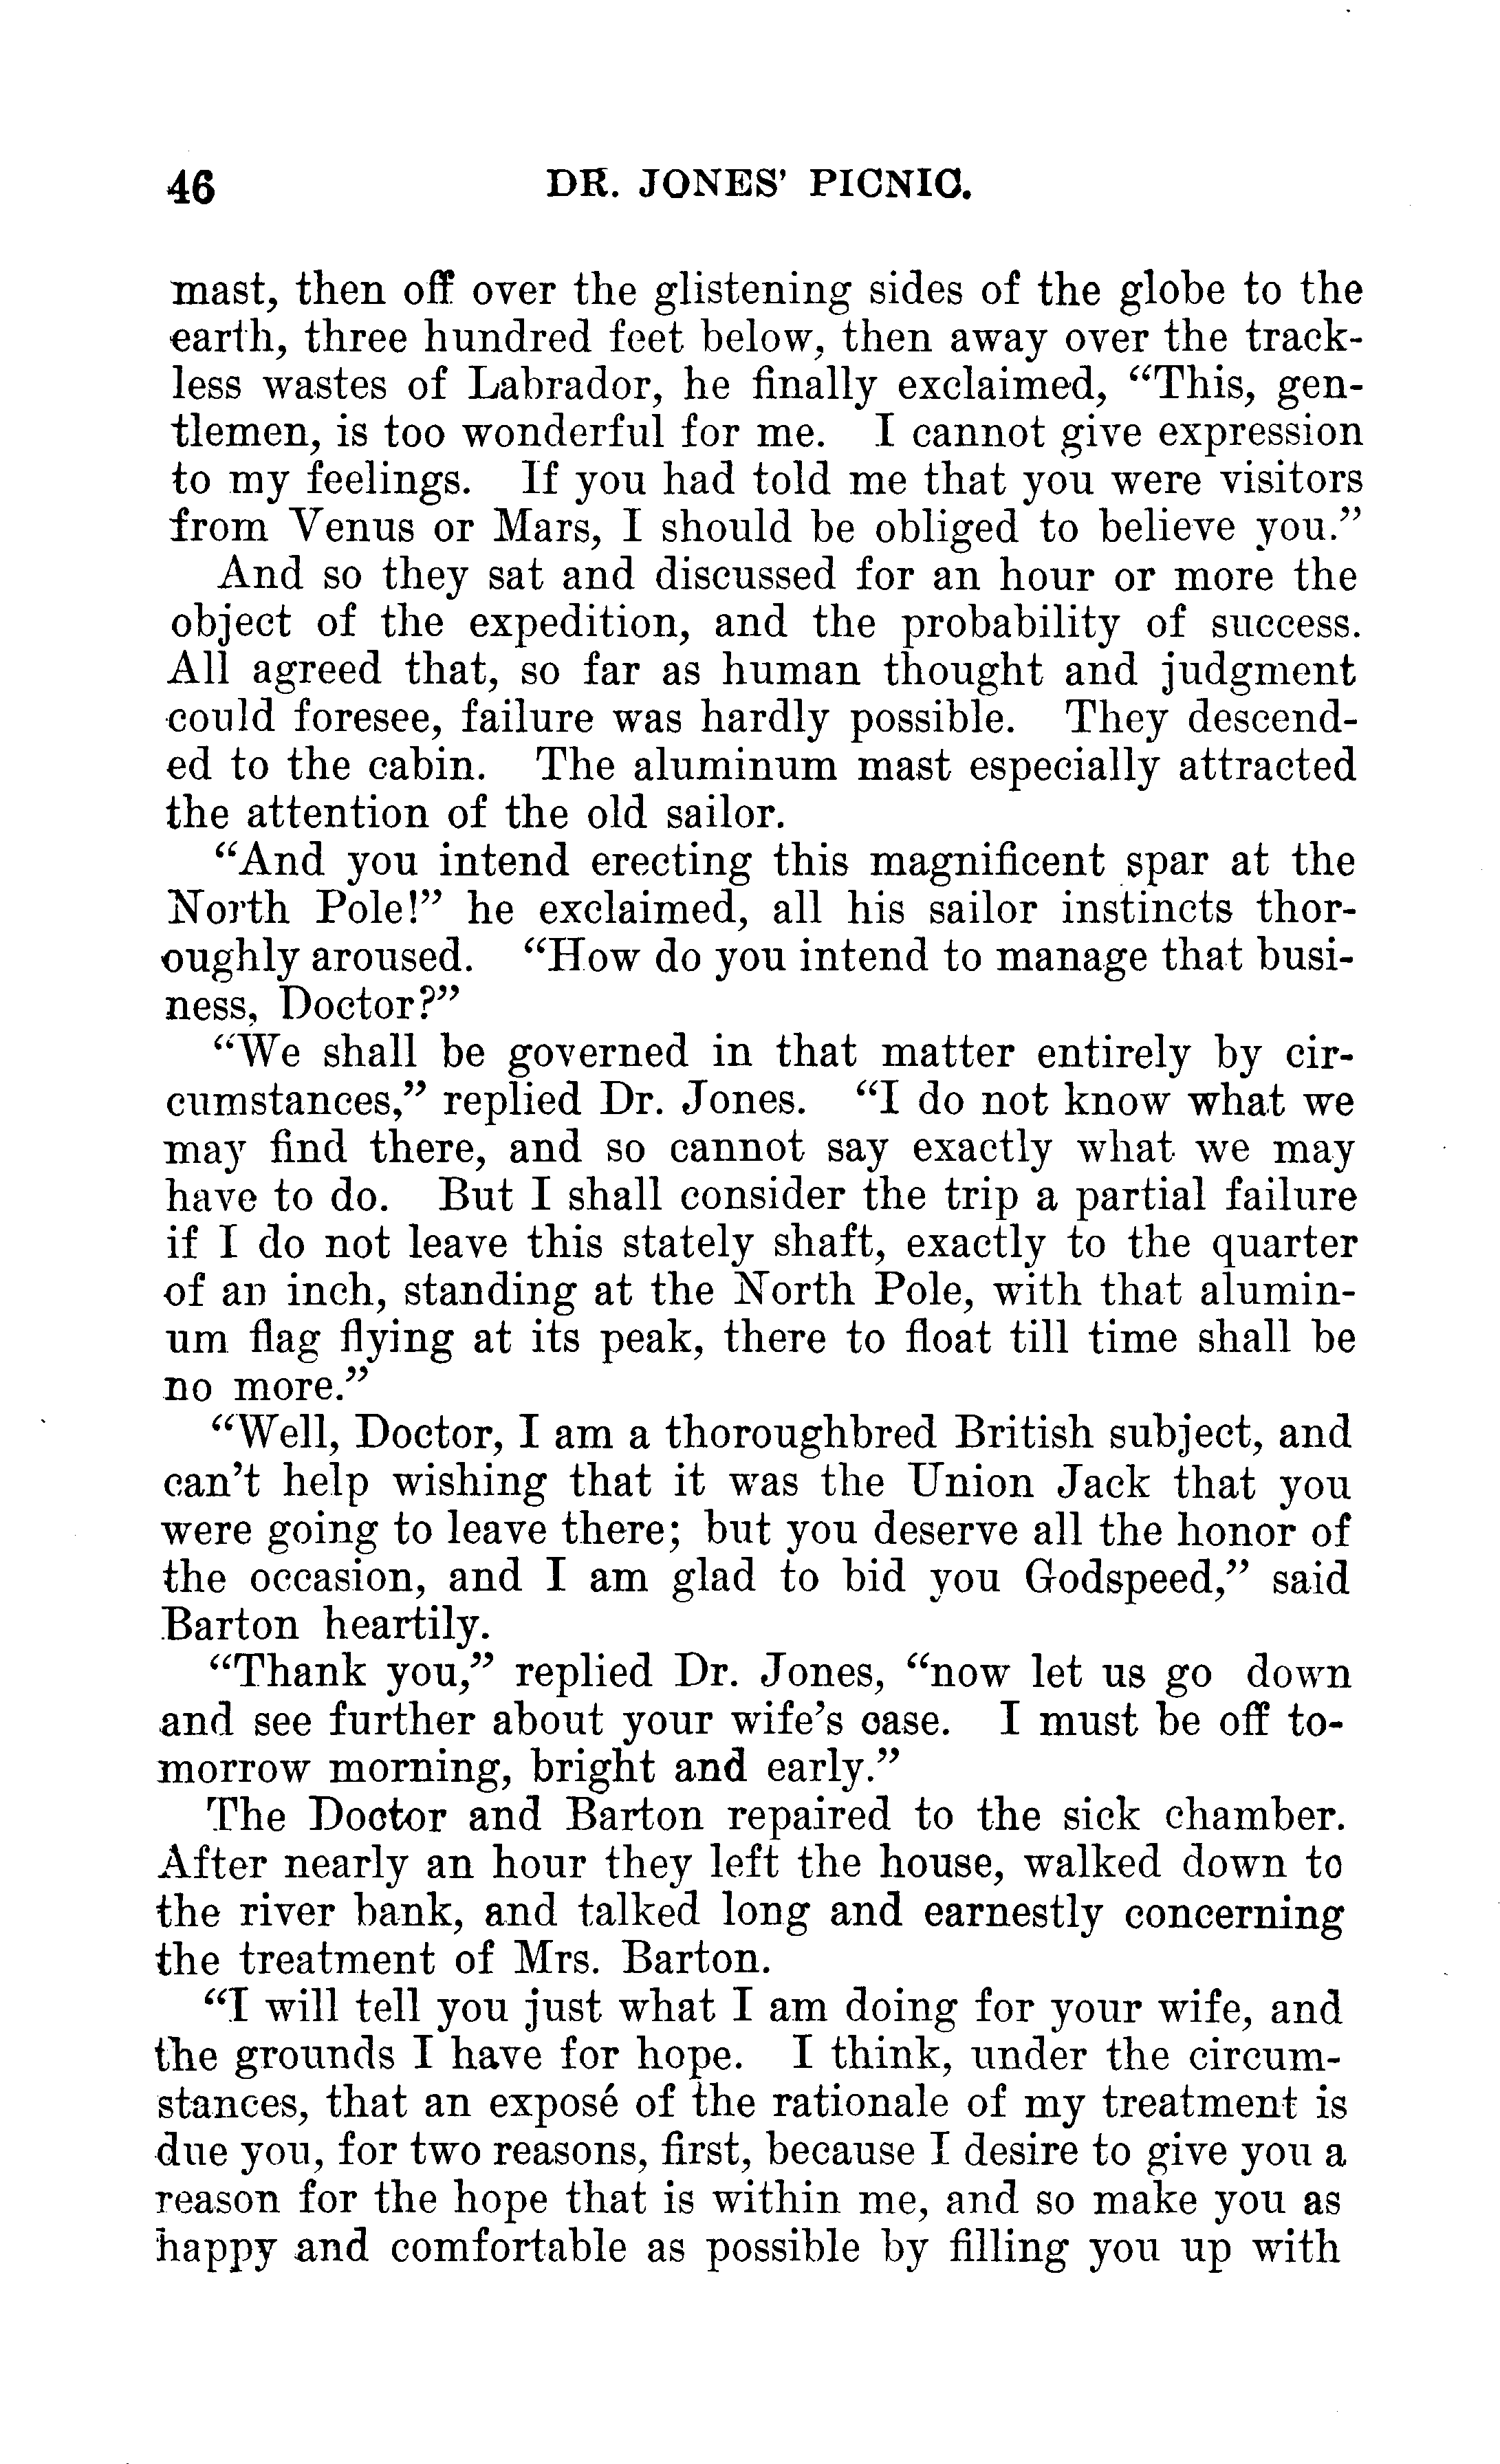 46 DR. JONES' PICNIC.
mast, then off over the glistening sides of the globe to the
earth, three hundred feet below, then away over the track-
less wastes of Labrador, he finally exclaimed, “This, gen-
tlemen, is too wonderful for me. I cannot give expression
to my feelings. If you had told me that you were visitors
from Venus or Mars, I should be obliged to believe you.”
And so they sat and discussed for an hour or more the
object of the expedition, and the probability of success.
All agreed that, so far as human thought and judgment
could foresee, failure was hardly possible. They descend-
ed to the cabin. The aluminum mast especially attracted
the attention of the old sailor.
“And you intend erecting this magnificent spar at the
North Pole!” he exclaimed, all his sailor instincts thor-
oughly aroused. “How do you intend to manage that busi-
ness, Doctor?”
“We shall be governed in that matter entirely by cir-
cumstances,” replied Dr. Jones. “I do not know what we
may find there, and so cannot say exactly what we may
have to do. But I shall consider the trip a partial failure
if I do not leave this stately shaft, exactly to the quarter
of an inch, standing at the North Pole, with that alumin-
um flag flying at its peak, there to float till time shall be
no more.”
“Well, Doctor, I am a thoroughbred British subject, and
can't help wishing that it was the Union Jack that you
were going to leave there; but you deserve all the honor of
the occasion, and I am glad to bid you Godspeed,” said
Barton heartily.
“Thank you,” replied Dr. Jones, “now let us go down
and see further about your wife's case. I must be off to-
morrow morning, bright and early.”
The Doctor and Barton repaired to the sick chamber.
After nearly an hour they left the house, walked down to
the river bank, and talked long and earnestly concerning
the treatment of Mrs. Barton.
“I will tell you just what I am doing for your wife, and
the grounds I have for hope. I think, under the circum-
stances, that an exposé of the rationale of my treatment is
due you, for two reasons, first, because I desire to give you a
reason for the hope that is within me, and so make you as
happy and comfortable as possible by filling you up with